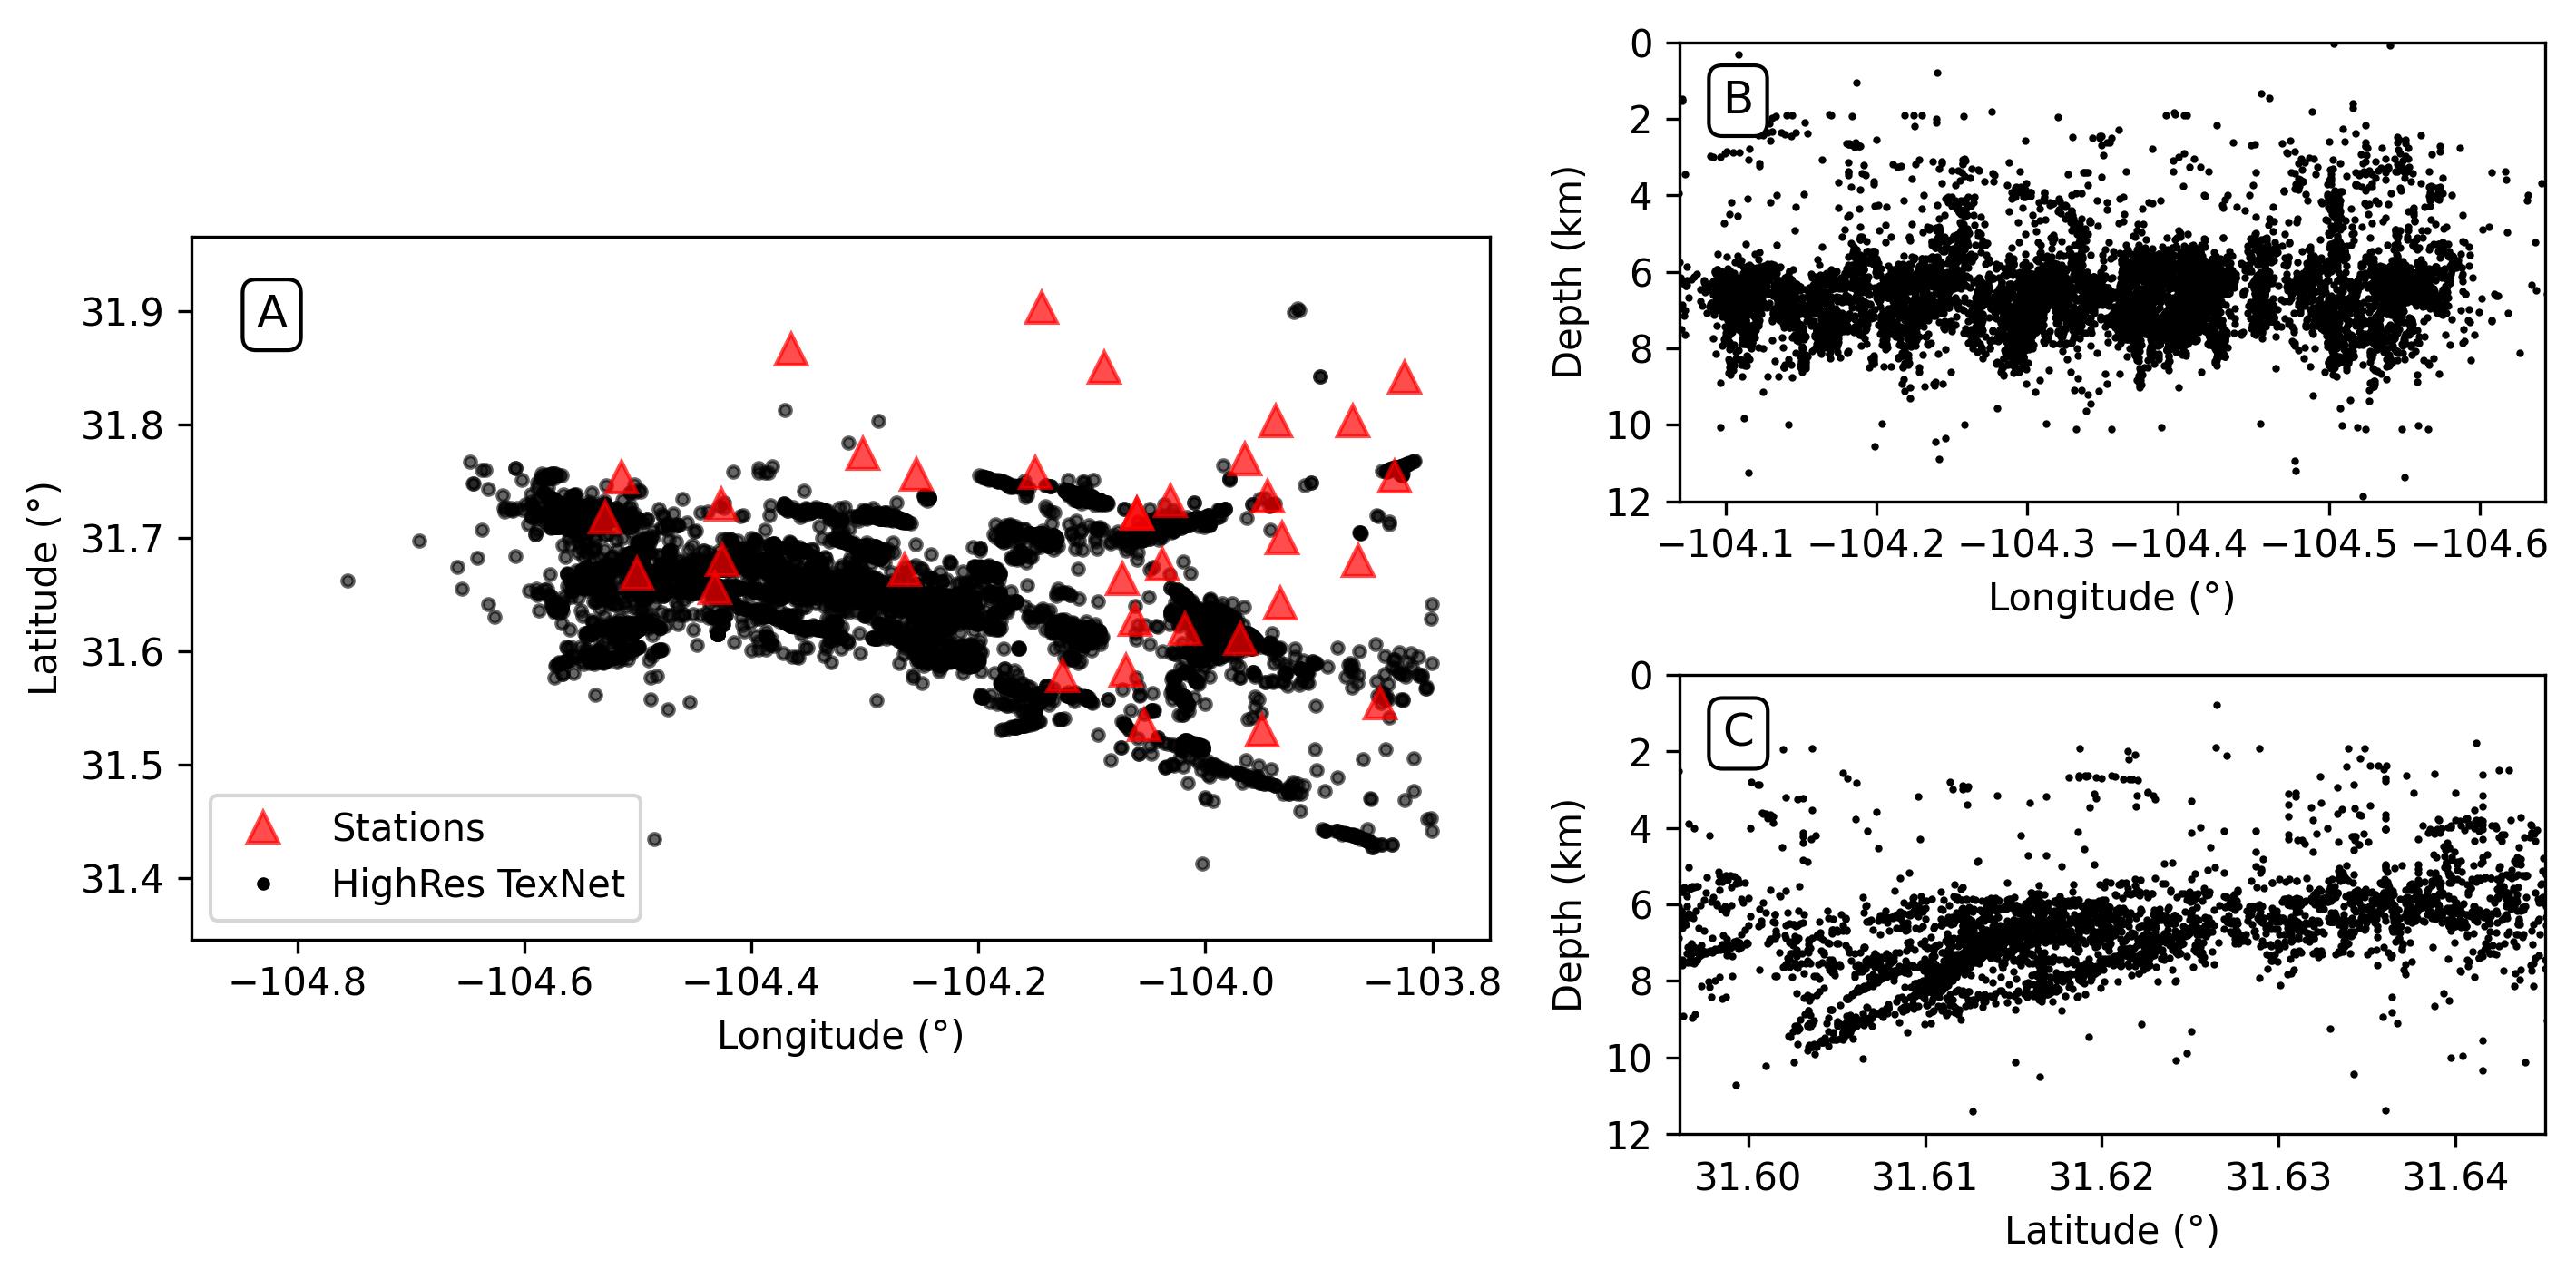 A
31.9
31.8
31.7
31.6
31.5
31.4
Latitude (°)
Stations
HighRes TexNet
−104.8 −104.6 −104.4 −104.2 −104.0 −103.8
Longitude (°)
B
0
2
4
6
8
10
12
Depth (km)
−104.1 −104.2 −104.3 −104.4 −104.5 −104.6
Longitude (°)
C
0
2
4
6
8
10
12
Depth (km)
31.60 31.61 31.62 31.63 31.64
Latitude (°)